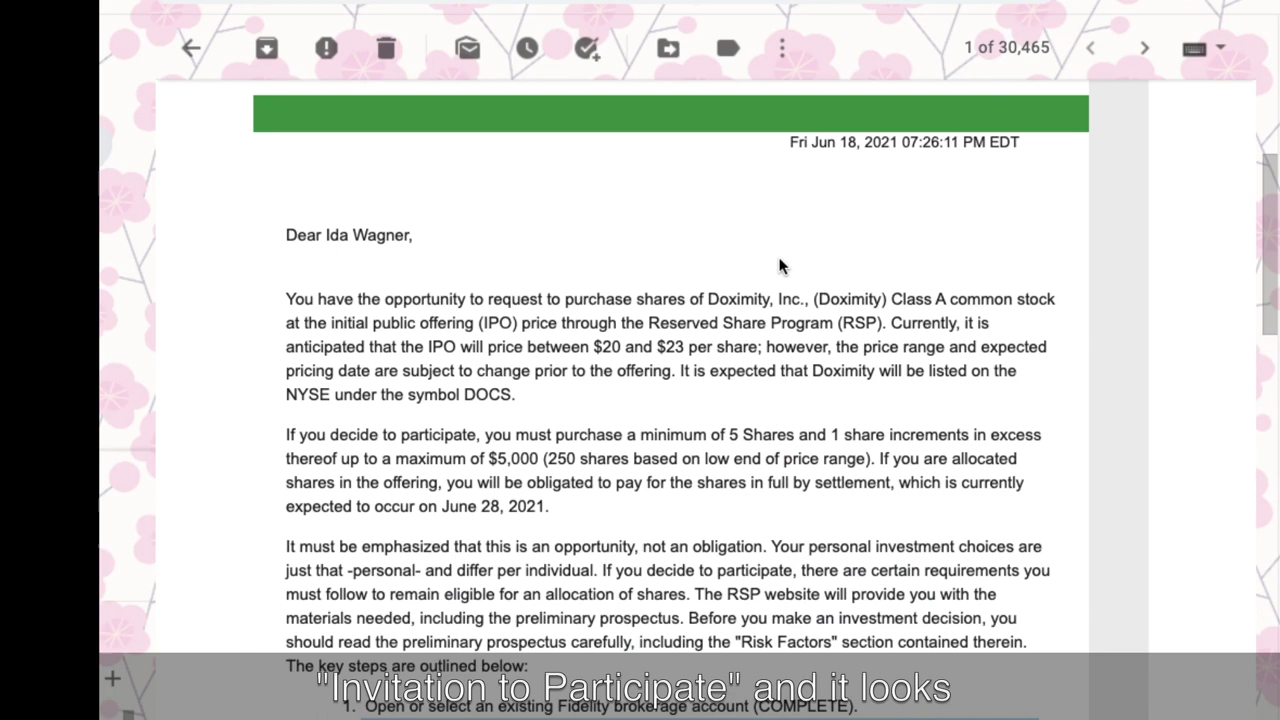 1 of 30,465
Fri Jun 18, 2021 07:26:11 PM EDT
Dear Ida Wagner,
You have the opportunity to request to purchase shares of Doximity, Inc., (Doximity) Class A common stock
at the initial public offering (IPO) price through the Reserved Share Program (RSP). Currently, it is
anticipated that the IPO will price between $20 and $23 per share; however, the price range and expected
pricing date are subject to change prior to the offering. It is expected that Doximity will be listed on the
NYSE under the symbol DOCS.
If you decide to participate, you must purchase a minimum of 5 Shares and 1 share increments in excess
thereof up to a maximum of $5,000 (250 shares based on low end of price range). If you are allocated
shares in the offering, you will be obligated to pay for the shares in full by settlement, which is currently
expected to occur on June 28, 2021.
It must be emphasized that this is an opportunity, not an obligation. Your personal investment choices are
just that -personal- and differ per individual. If you decide to participate, there are certain requirements you
must follow to remain eligible for an allocation of shares. The RSP website will provide you with the
materials needed, including the preliminary prospectus. Before you make an investment decision, you
should read the preliminary prospectus carefully, including the "Risk Factors" section contained therein.
The key steps are outlined below:
"Invitation to Participate" and it looks
1. Open or select an existing Fidelity brokerage account (COMPLETE).